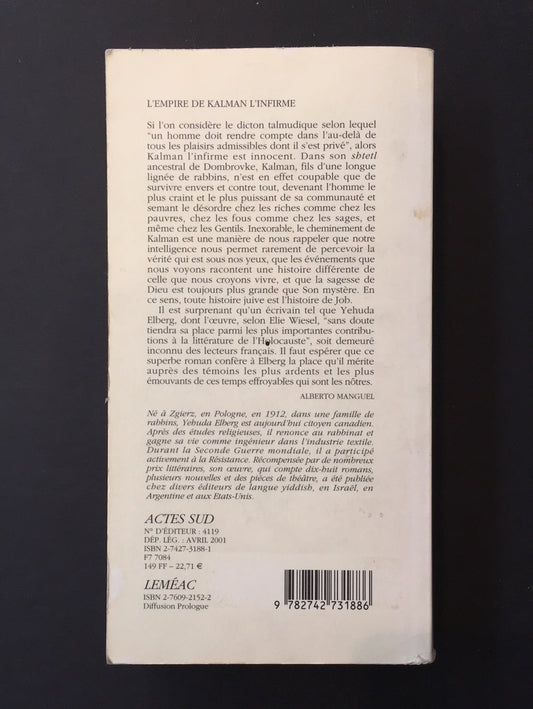 L'EMPIRE DE KALMAN L'INFIRME
Si l'on considère le dicton talmudique selon lequel
"un homme doit rendre compte dans l'au-delà de
tous les plaisirs admissibles dont il s'est privé", alors
Kalman l'infirme est innocent. Dans son shtetl
ancestral de Dombrovke, Kalman, fils d'une longue
lignée de rabbins, n'est en effet coupable que de
survivre envers et contre tout, devenant l'homme le
plus craint et le plus puissant de sa communauté et
semant le désordre chez les riches comme chez les
pauvres, chez les fous comme chez les sages, et
même chez les Gentils. Inexorable, le cheminement de
Kalman est une manière de nous rappeler que notre
intelligence nous permet rarement de percevoir la
vérité qui est sous nos yeux, que les événements que
nous voyons racontent une histoire différente de
celle que nous croyons vivre, et que la sagesse de
Dieu est toujours plus grande que Son mystère. En
ce sens, toute histoire juive est l'histoire de Job.
Il est surprenant qu'un écrivain tel que Yehuda
Elberg, dont l'œuvre, selon Elie Wiesel, "sans doute
tiendra sa place parmi les plus importantes contribu-
tions à la littérature de l'Holocauste", soit demeuré
inconnu des lecteurs français. Il faut espérer que ce
superbe roman confère à Elberg la place qu'il mérite
auprès des témoins les plus ardents et les plus
émouvants de ces temps effroyables qui sont les nôtres.
ALBERTO MANGUEL
Né à Zgierz, en Pologne, en 1912, dans une famille de
rabbins, Yehuda Elberg est aujourd'hui citoyen canadien.
Après des études religieuses, il renonce au rabbinat et
gagne sa vie comme ingénieur dans l'industrie textile.
Durant la Seconde Guerre mondiale, il a participé
activement à la Résistance. Récompensée par de nombreux
prix littéraires, son œuvre, qui compte dix-huit romans,
plusieurs nouvelles et des pièces de théâtre, a été publiée
chez divers éditeurs de langue yiddish, en Israël, en
Argentine et aux Etats-Unis.
ACTES SUD
N° D'ÉDITEUR : 4119
DÉP. LÉG. : AVRIL 2001
ISBN 2-7427-3188-1
F7 7084
149 FF – 22,71 €
LEMÉAC
ISBN 2-7609-2152-2
Diffusion Prologue
9 782742 731886